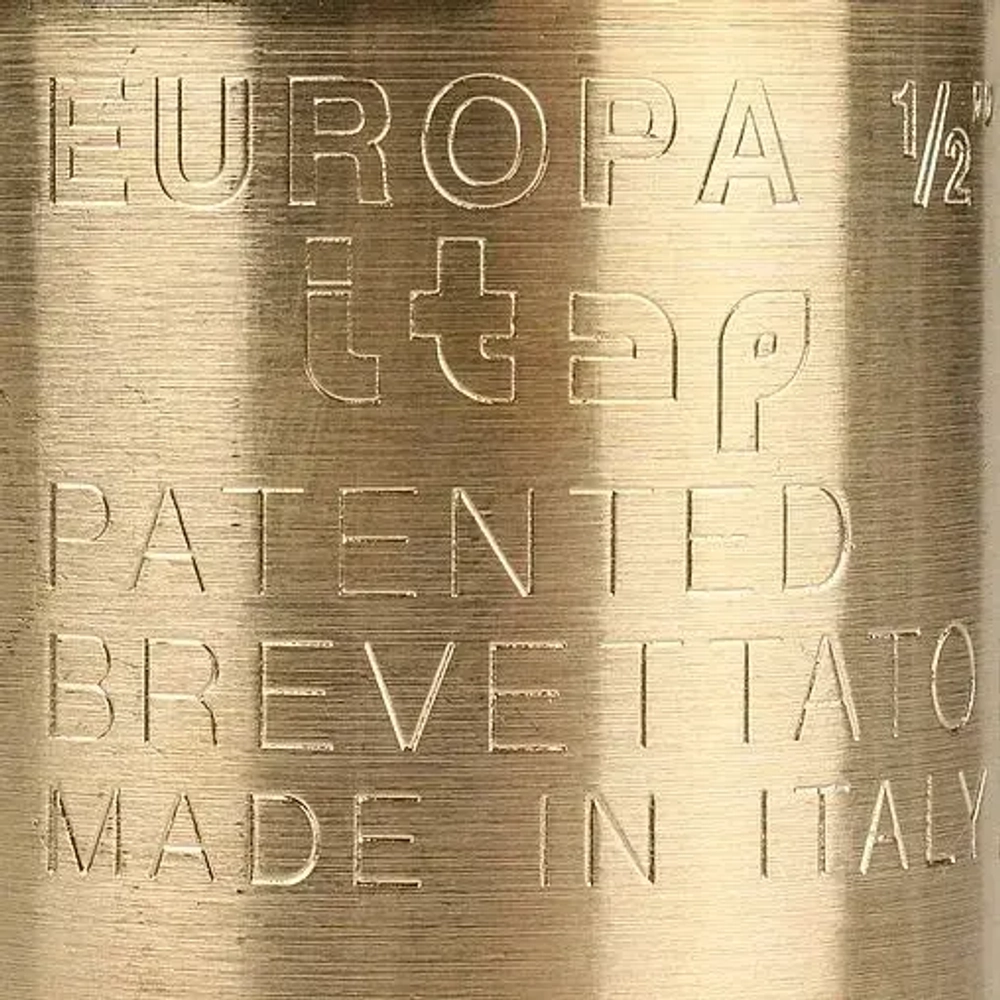 EUROPA 1/2"
itap
PATENTED
BREVETTATO
MADE IN ITALY